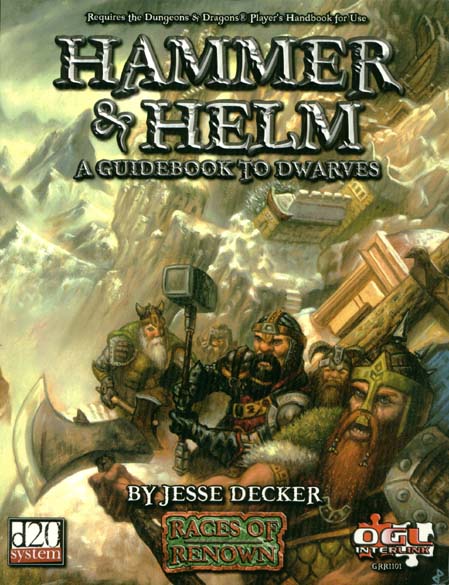 Requires the Dungeons & Dragons® Player's Handbook for Use
HAMMER
& HELM
A GUIDEBOOK TO DWARVES
BY JESSE DECKER
d20
system
RACES OF
RENOWN
OGL
INTERLINK
GRR1101